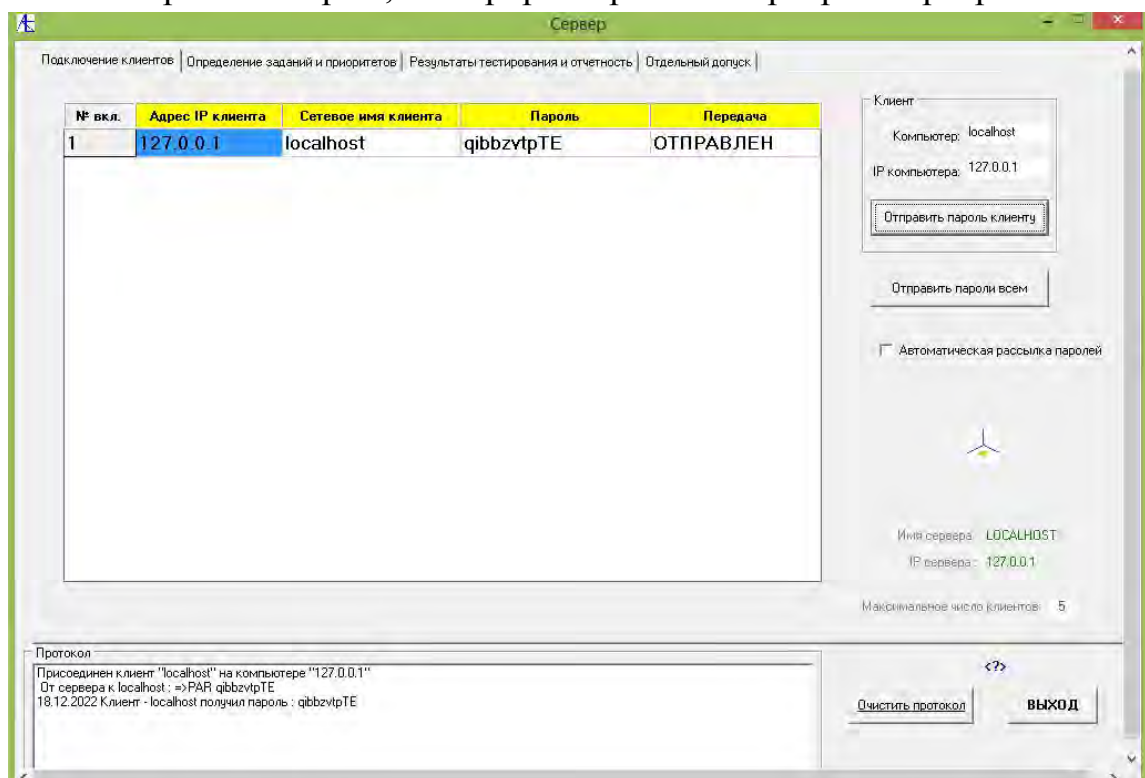 Сервер
Подключение клиентов Определение заданий и приоритетов Результаты тестирования и отчетность Отдельный допуск
№ вкл. Адрес IP клиента Сетевое имя клиента Пароль Передача
1 127.0.0.1 localhost qibbzvtpTE ОТПРАВЛЕН
Клиент
Компьютер: localhost
IP компьютера: 127.0.0.1
Отправить пароль клиенту
Отправить пароли всем
Автоматическая рассылка паролей
Имя сервера: LOCALHOST
IP сервера: 127.0.0.1
Максимальное число клиентов: 5
Протокол
Присоединен клиент "localhost" на компьютере "127.0.0.1"
От сервера к localhost : =>PAR qibbzvtpTE
18.12.2022 Клиент - localhost получил пароль : qibbzvtpTE
<?>
Очистить протокол
ВЫХОД